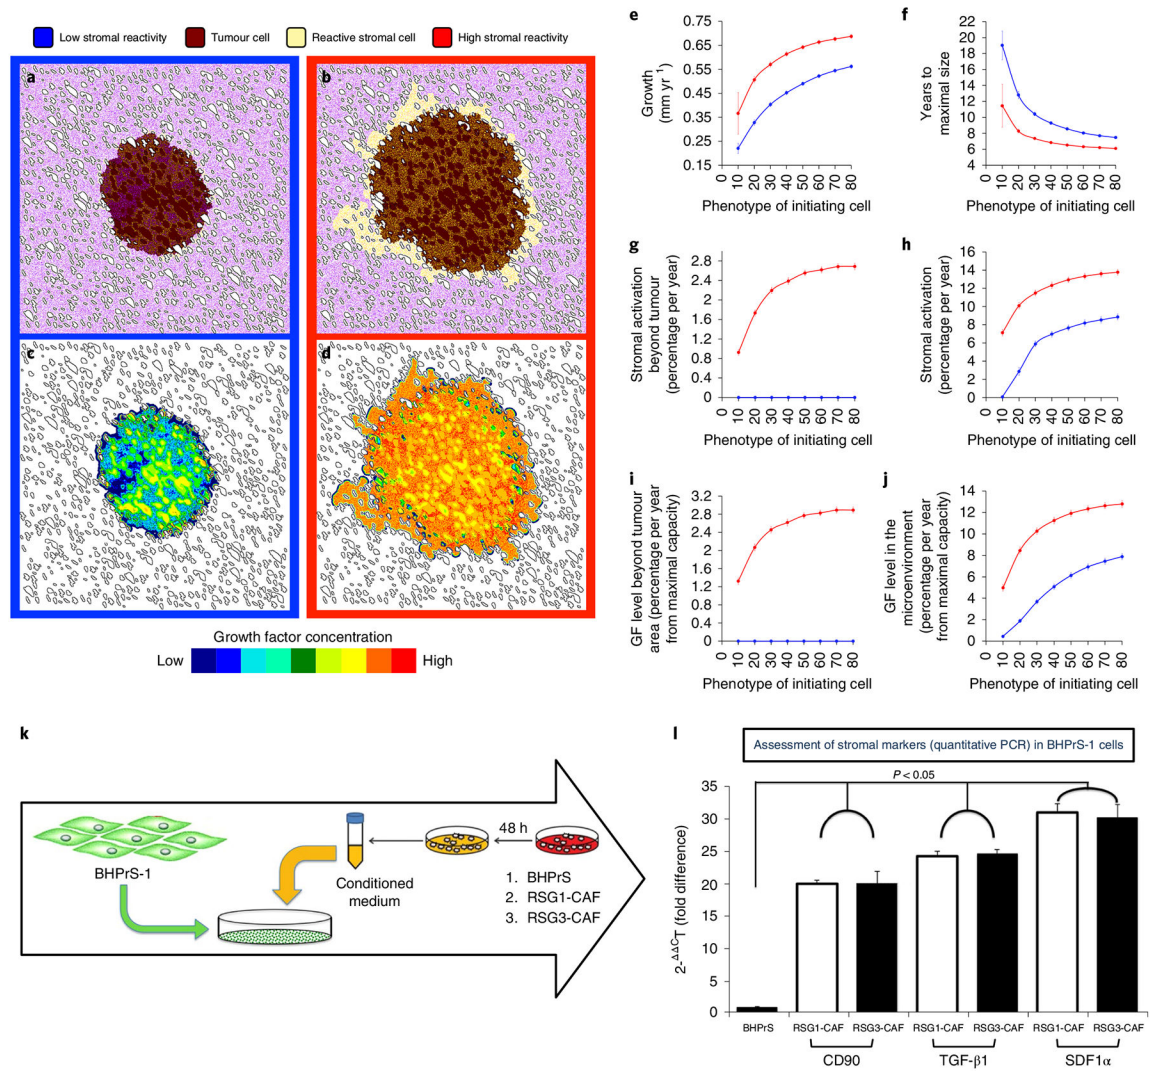 Low stromal reactivity
Tumour cell
Reactive stromal cell
High stromal reactivity
a
b
c
d
Growth factor concentration
Low
High
e
0.75
0.65
0.55
0.45
0.35
0.25
0.15
Growth
(mm yr⁻¹)
0
10
20
30
40
50
60
70
80
Phenotype of initiating cell
f
22
20
18
16
14
12
10
8
6
4
Years to
maximal size
0
10
20
30
40
50
60
70
80
Phenotype of initiating cell
g
2.8
2.4
2
1.6
1.2
0.8
0.4
0
Stromal activation
beyond tumour
(percentage per year)
0
10
20
30
40
50
60
70
80
Phenotype of initiating cell
h
16
14
12
10
8
6
4
2
0
Stromal activation
(percentage per year)
0
10
20
30
40
50
60
70
80
Phenotype of initiating cell
i
3.2
2.8
2.4
2
1.6
1.2
0.8
0.4
0
GF level beyond tumour
area (percentage per year
from maximal capacity)
0
10
20
30
40
50
60
70
80
Phenotype of initiating cell
j
14
12
10
8
6
4
2
0
GF level in the
microenvironment
(percentage per year
from maximal capacity)
0
10
20
30
40
50
60
70
80
Phenotype of initiating cell
k
BHPrS-1
Conditioned
medium
48 h
1. BHPrS
2. RSG1-CAF
3. RSG3-CAF
l
Assessment of stromal markers (quantitative PCR) in BHPrS-1 cells
P < 0.05
35
30
25
20
15
10
5
0
2-ΔΔCT (fold difference)
BHPrS
RSG1-CAF
RSG3-CAF
RSG1-CAF
RSG3-CAF
RSG1-CAF
RSG3-CAF
CD90
TGF-β1
SDF1α